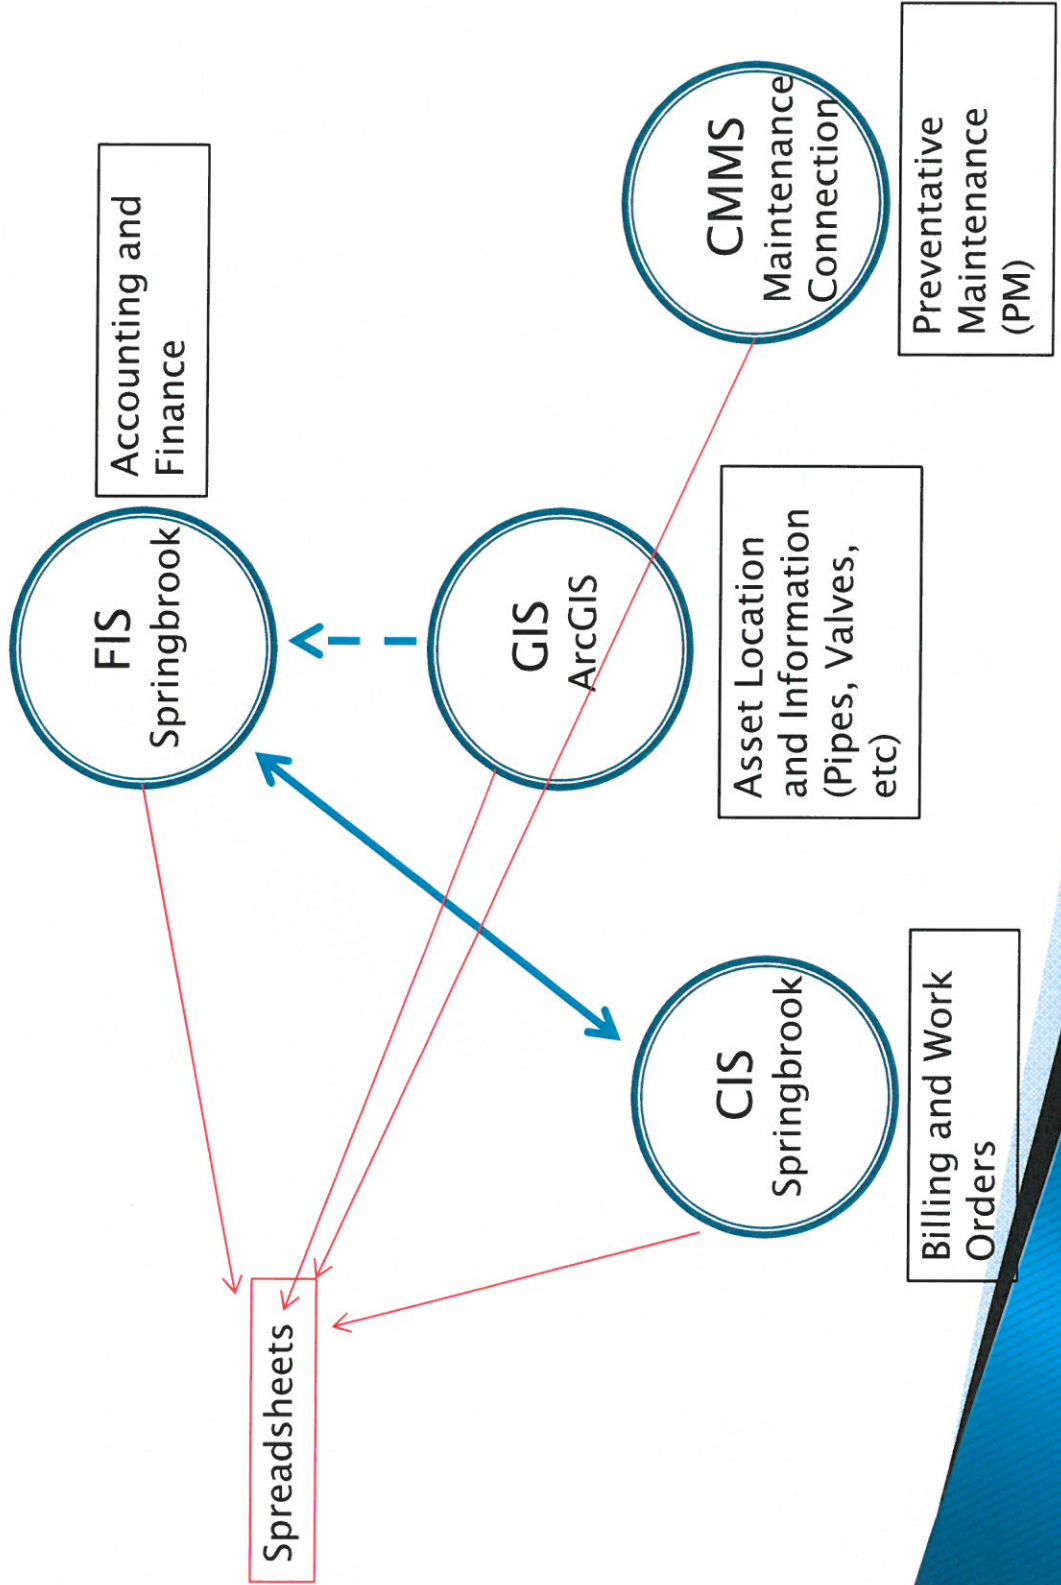 FIS
Springbrook
Accounting and
Finance
Spreadsheets
GIS
ArcGIS
CIS
Springbrook
CMMS
Maintenance
Connection
Asset Location
and Information
(Pipes, Valves,
etc)
Billing and Work
Orders
Preventative
Maintenance
(PM)